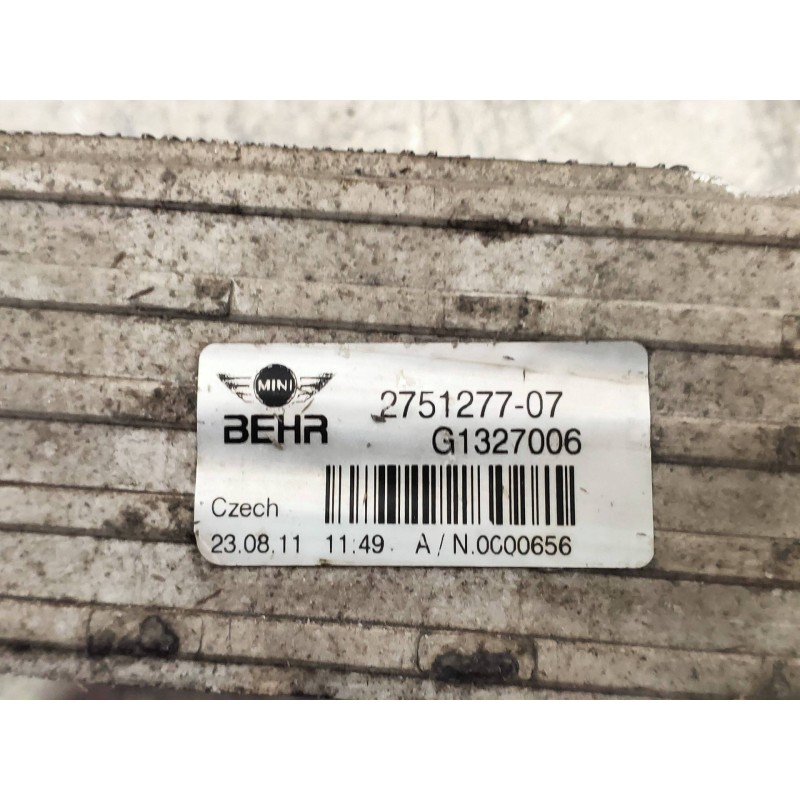 MINI
BEHR
2751277-07
G1327006
Czech
23.08.11 11:49 A/N.0000656